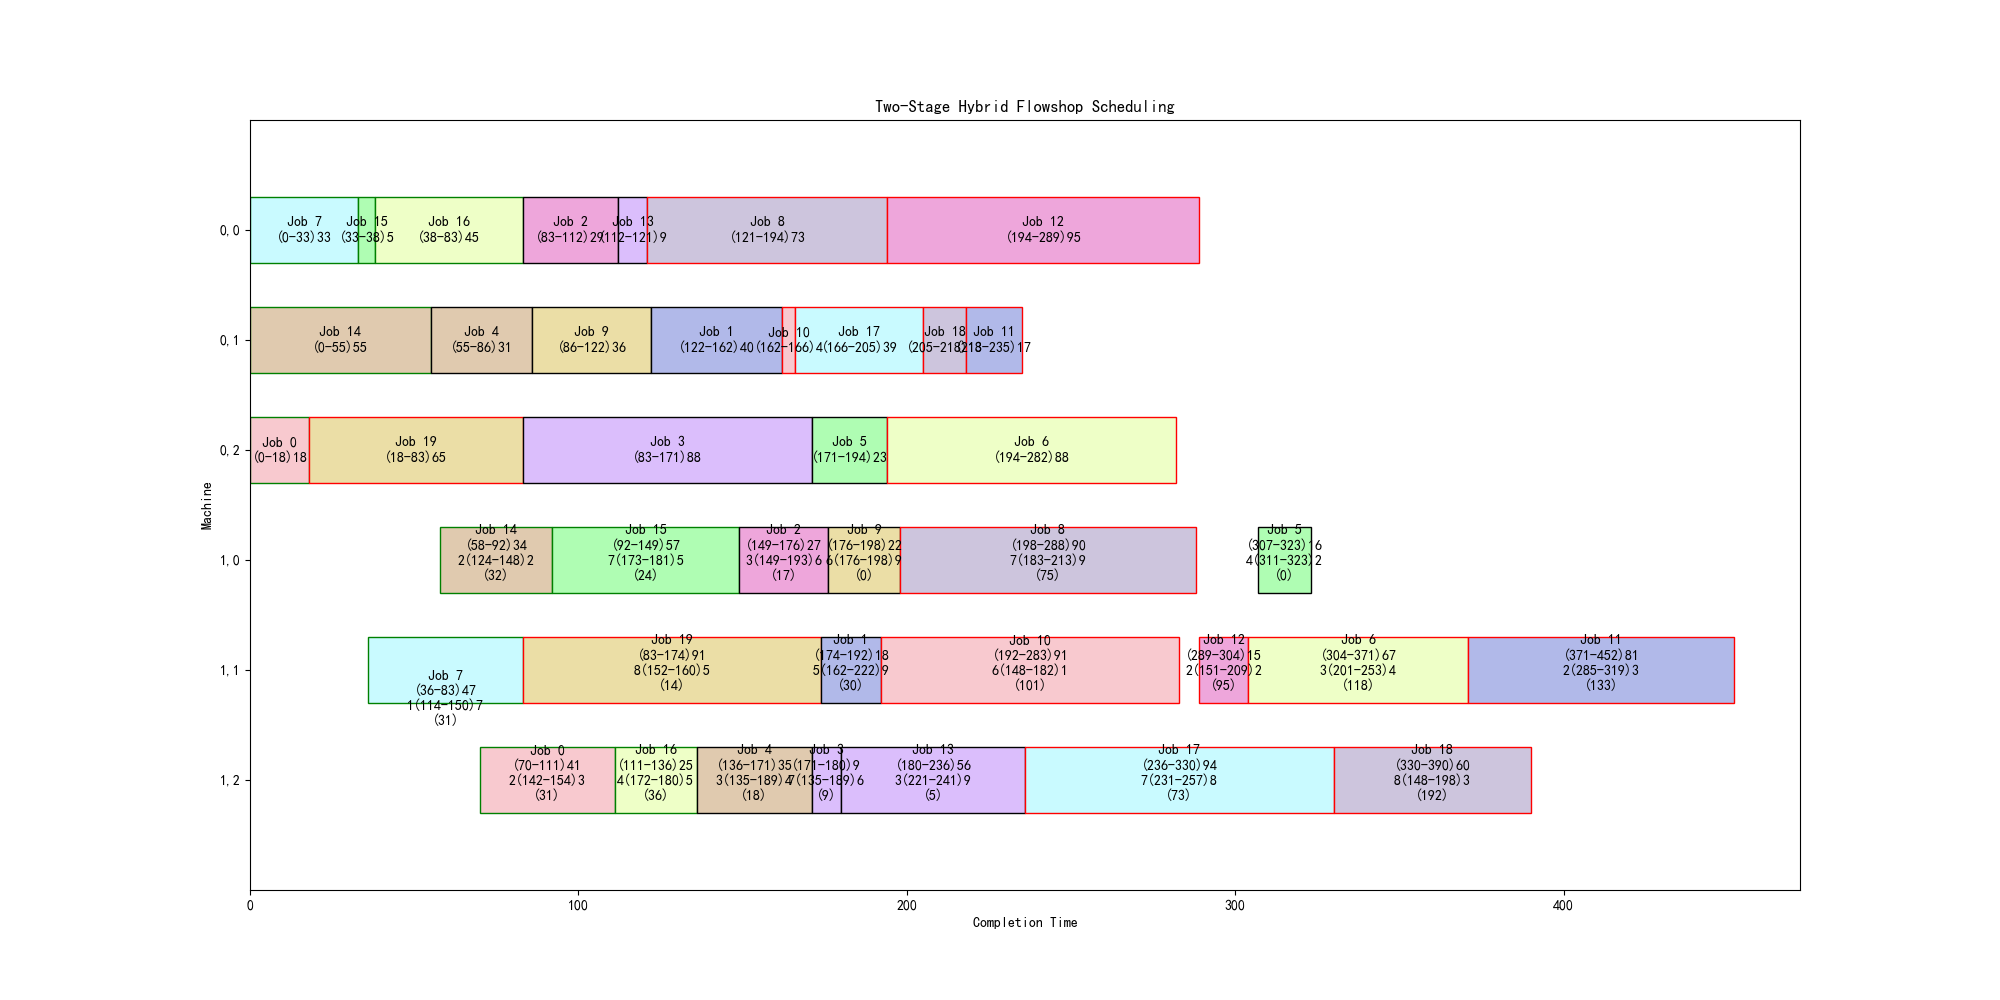 Two-Stage Hybrid Flowshop Scheduling
0,0
Job 7
(0-33)33
Job 15
(33-38)5
Job 16
(38-83)45
Job 2
(83-112)29
Job 13
(112-121)9
Job 8
(121-194)73
Job 12
(194-289)95
0,1
Job 14
(0-55)55
Job 4
(55-86)31
Job 9
(86-122)36
Job 1
(122-162)40
Job 10
(162-166)4
Job 17
(166-205)39
Job 18
(205-218)
Job 11
(218-235)17
0,2
Job 0
(0-18)18
Job 19
(18-83)65
Job 3
(83-171)88
Job 5
(171-194)23
Job 6
(194-282)88
Machine
1,0
Job 14
(58-92)34
2(124-148)2
(32)
Job 15
(92-149)57
7(173-181)5
(24)
Job 2
(149-176)27
3(149-193)6
(17)
Job 9
(176-198)22
6(176-198)9
(0)
Job 8
(198-288)90
7(183-213)9
(75)
Job 5
(307-323)16
4(311-323)2
(0)
1,1
Job 7
(36-83)47
1(114-150)7
(31)
Job 19
(83-174)91
8(152-160)5
(14)
Job 1
(174-192)18
5(162-222)9
(30)
Job 10
(192-283)91
6(148-182)1
(101)
Job 12
(289-304)15
2(151-209)2
(95)
Job 6
(304-371)67
3(201-253)4
(118)
Job 11
(371-452)81
2(285-319)3
(133)
1,2
Job 0
(70-111)41
2(142-154)3
(31)
Job 16
(111-136)25
4(172-180)5
(36)
Job 4
(136-171)35
3(135-189)4
(18)
Job 3
(171-180)9
7(135-189)6
(9)
Job 13
(180-236)56
3(221-241)9
(5)
Job 17
(236-330)94
7(231-257)8
(73)
Job 18
(330-390)60
8(148-198)3
(192)
0
100
200
300
400
Completion Time